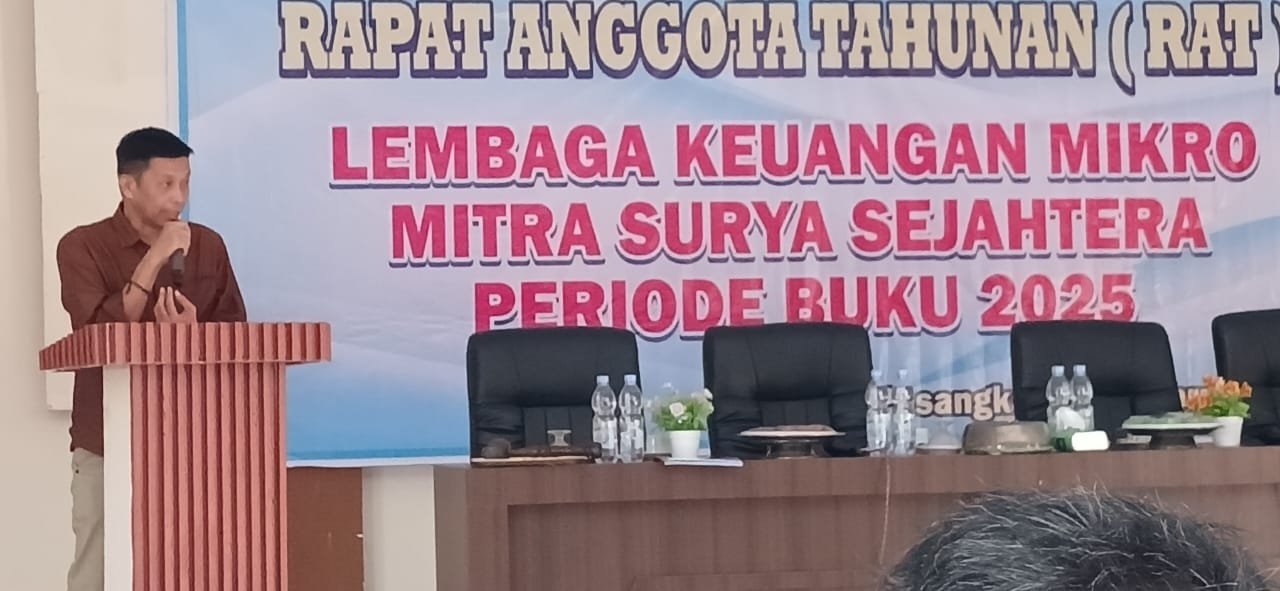 RAPAT ANGGOTA TAHUNAN ( RAT )
LEMBAGA KEUANGAN MIKRO
MITRA SURYA SEJAHTERA
PERIODE BUKU 2025